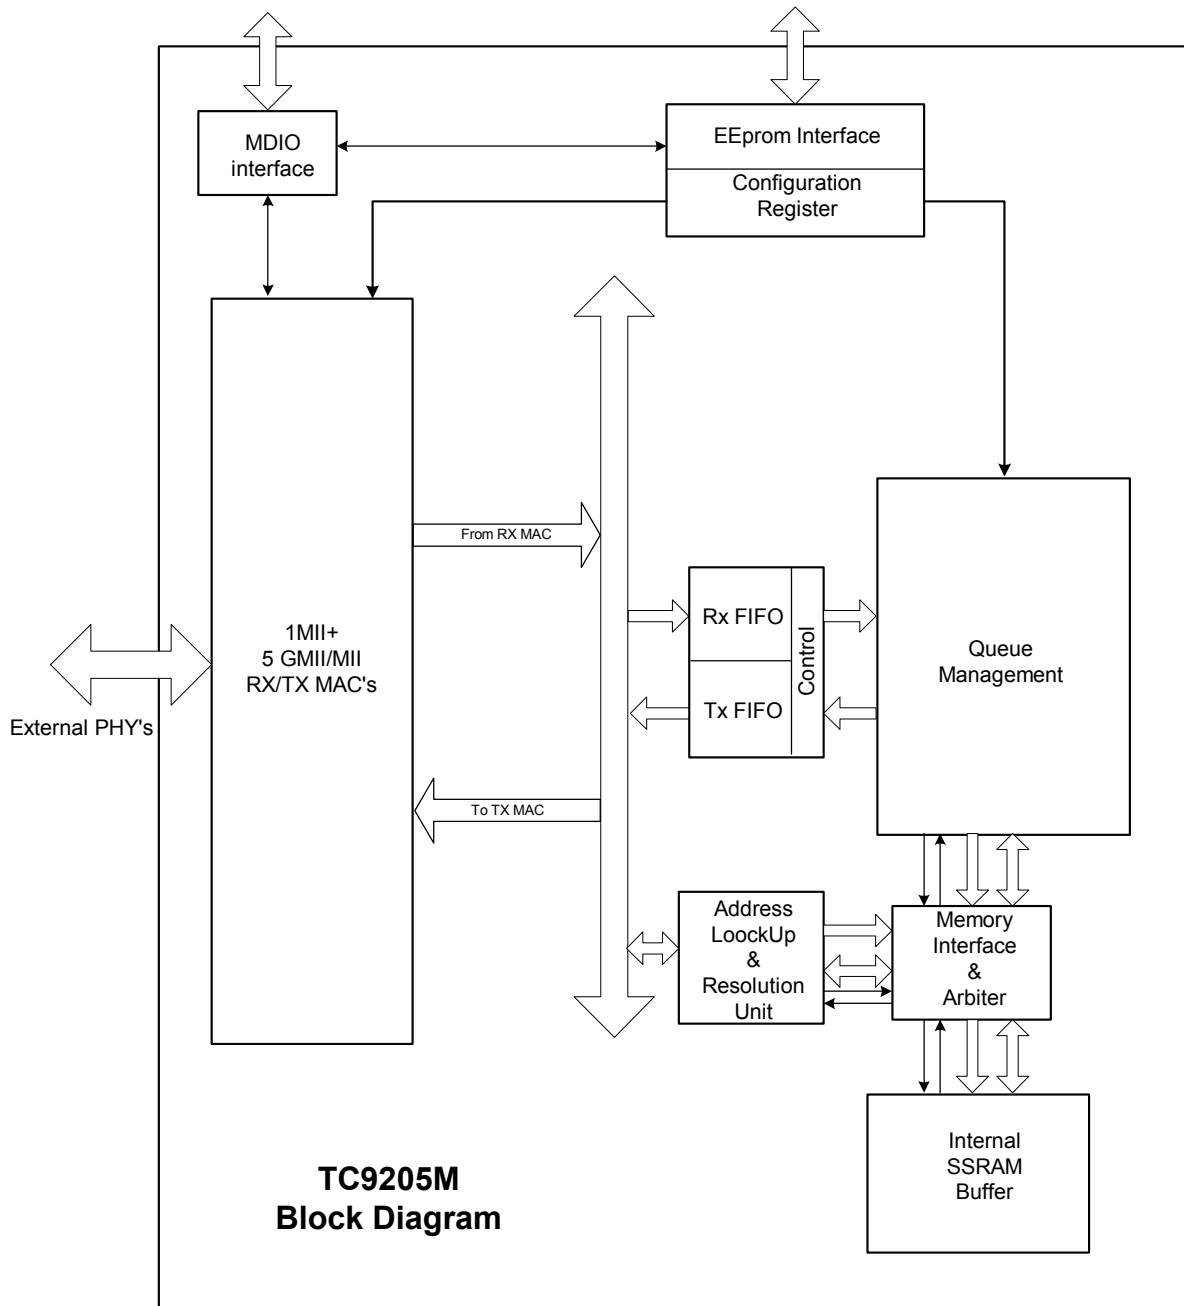 MDIO
interface
EEprom Interface
Configuration
Register
From RX MAC
1MII+
5 GMII/MII
RX/TX MAC's
External PHY's
To TX MAC
Rx FIFO
Tx FIFO
Control
Queue
Management
Address
LoockUp
&
Resolution
Unit
Memory
Interface
&
Arbiter
Internal
SSRAM
Buffer
TC9205M
Block Diagram